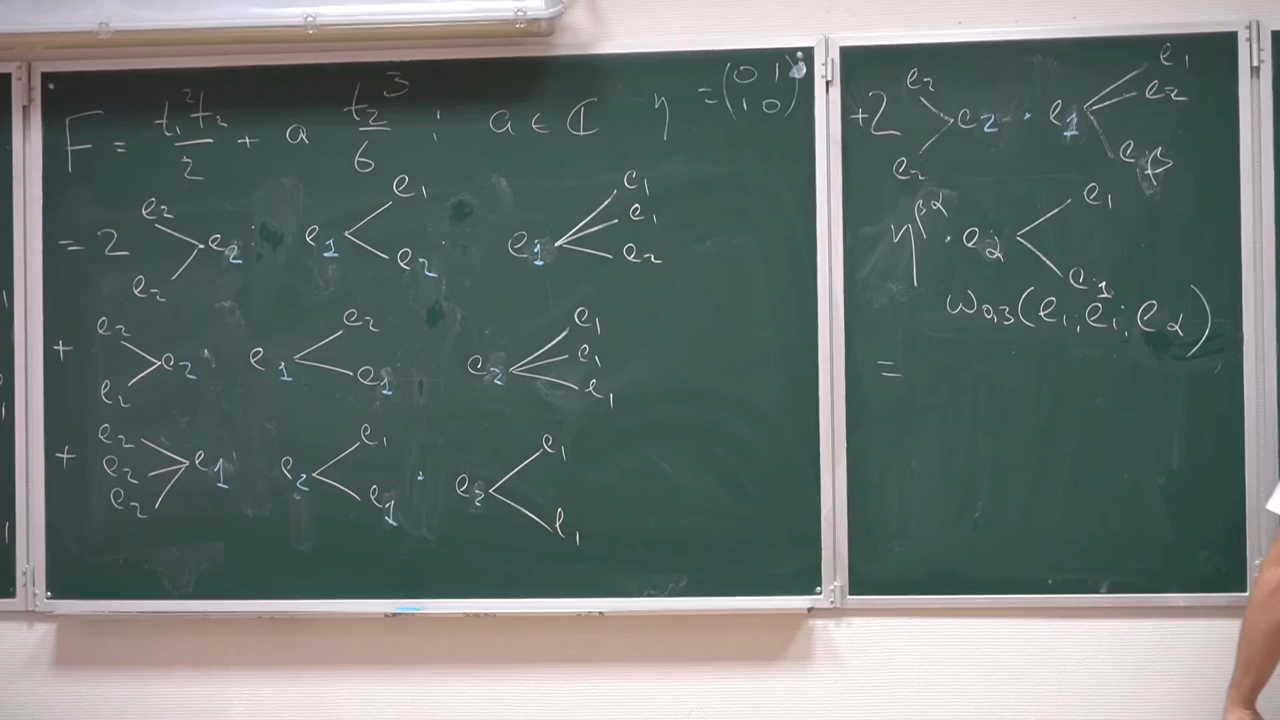 F = t₁²t₂/2 + a t₂³/6 ; a ∈ ℂ η = (0 1 / 1 0)
= 2 e₂ e₂ e₂ · e₁ e₁ e₂ · e₁ e₁ e₁ e₂
+ e₂ e₂ e₂ · e₁ e₂ e₁ e₂ e₁ e₁ e₁
+ e₂ e₂ e₂ e₁ · e₂ e₁ e₁ · e₂ e₁ e₁
+2 e₂ e₂ e₂ · e₁ e₁ e₂ e_β
η^{βα} · e_α e₁ e₁
ω₀,₃(e₁, e₁, e_α)
=